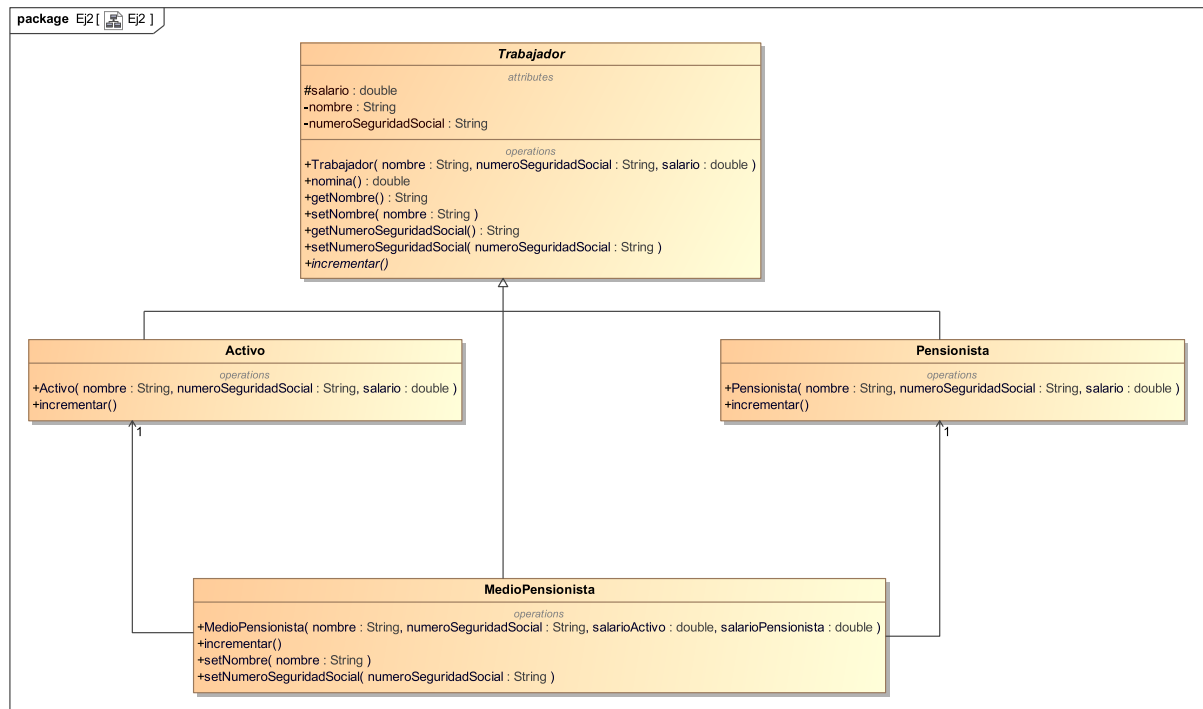 package Ej2 [ Ej2 ]
Trabajador
attributes
#salario : double
-nombre : String
-numeroSeguridadSocial : String
operations
+Trabajador( nombre : String, numeroSeguridadSocial : String, salario : double )
+nomina() : double
+getNombre() : String
+setNombre( nombre : String )
+getNumeroSeguridadSocial() : String
+setNumeroSeguridadSocial( numeroSeguridadSocial : String )
+incrementar()
Activo
operations
+Activo( nombre : String, numeroSeguridadSocial : String, salario : double )
+incrementar()
1
Pensionista
operations
+Pensionista( nombre : String, numeroSeguridadSocial : String, salario : double )
+incrementar()
1
MedioPensionista
operations
+MedioPensionista( nombre : String, numeroSeguridadSocial : String, salarioActivo : double, salarioPensionista : double )
+incrementar()
+setNombre( nombre : String )
+setNumeroSeguridadSocial( numeroSeguridadSocial : String )